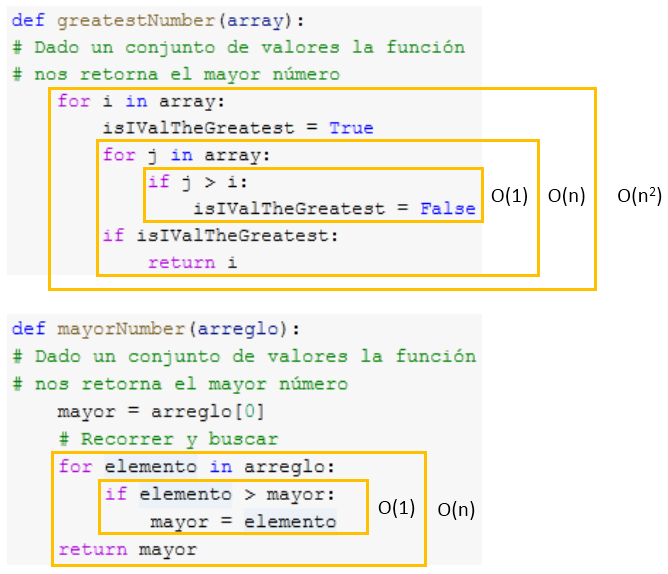 def greatestNumber(array):
# Dado un conjunto de valores la función
# nos retorna el mayor número
for i in array:
isIValTheGreatest = True
for j in array:
if j > i:
isIValTheGreatest = False
O(1) O(n) O(n²)
if isIValTheGreatest:
return i
def mayorNumber(arreglo):
# Dado un conjunto de valores la función
# nos retorna el mayor número
mayor = arreglo[0]
# Recorrer y buscar
for elemento in arreglo:
if elemento > mayor:
mayor = elemento
O(1) O(n)
return mayor